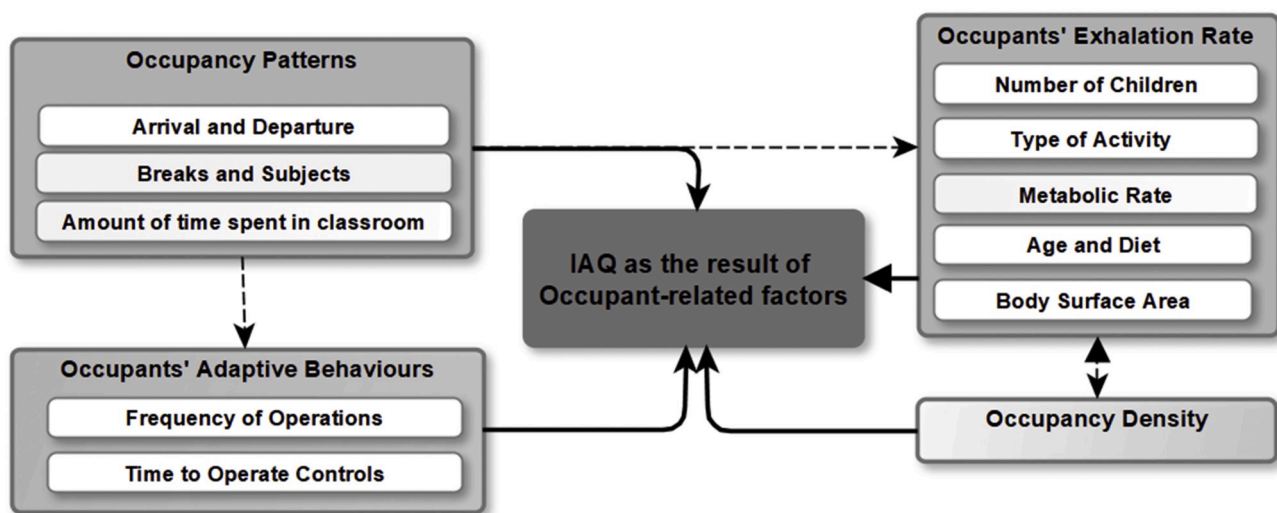 Occupancy Patterns
Arrival and Departure
Breaks and Subjects
Amount of time spent in classroom
Occupants' Exhalation Rate
Number of Children
Type of Activity
Metabolic Rate
Age and Diet
Body Surface Area
IAQ as the result of
Occupant-related factors
Occupants' Adaptive Behaviours
Frequency of Operations
Time to Operate Controls
Occupancy Density